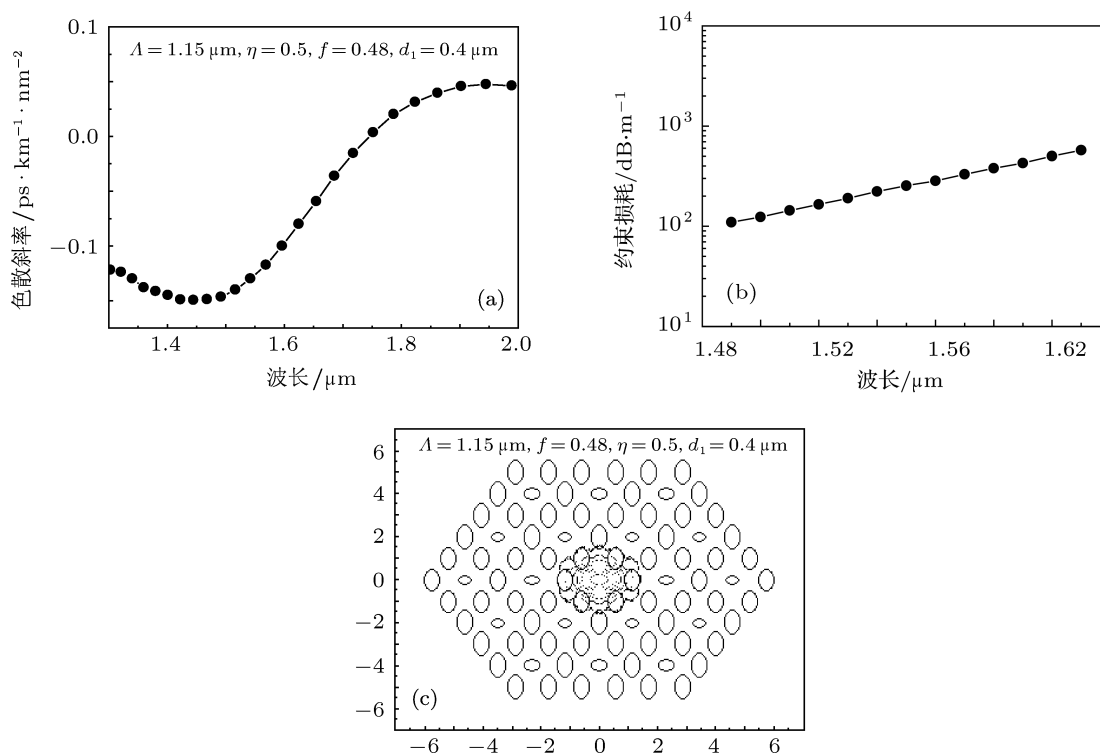 Λ = 1.15 μm, η = 0.5, f = 0.48, d₁ = 0.4 μm
0.1
0.0
−0.1
色散斜率/ps · km⁻¹ · nm⁻²
(a)
1.4 1.6 1.8 2.0
波长/μm
10⁴
10³
10²
10¹
约束损耗/dB·m⁻¹
(b)
1.48 1.52 1.56 1.62
波长/μm
Λ = 1.15 μm, f = 0.48, η = 0.5, d₁ = 0.4 μm
6
4
2
0
−2
−4
−6
(c)
−6 −4 −2 0 2 4 6